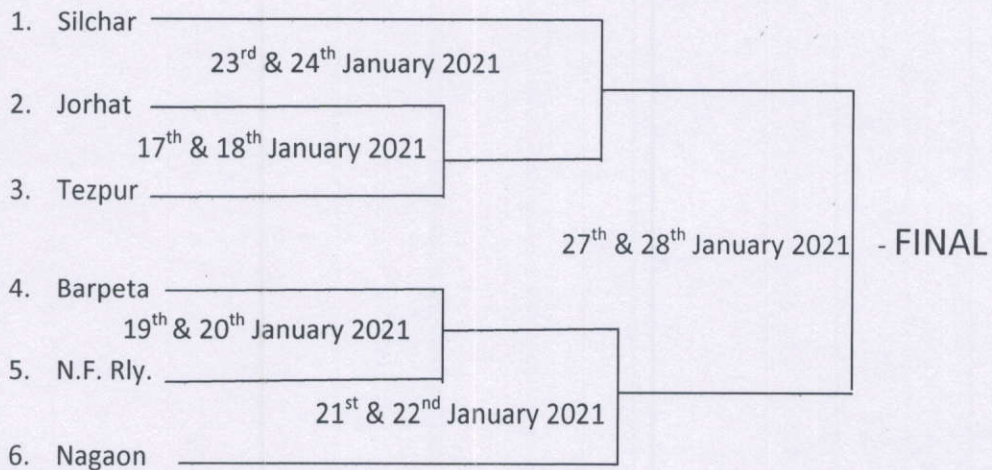 1. Silchar
23rd & 24th January 2021
2. Jorhat
17th & 18th January 2021
3. Tezpur
27th & 28th January 2021 - FINAL
4. Barpeta
19th & 20th January 2021
5. N.F. Rly.
21st & 22nd January 2021
6. Nagaon